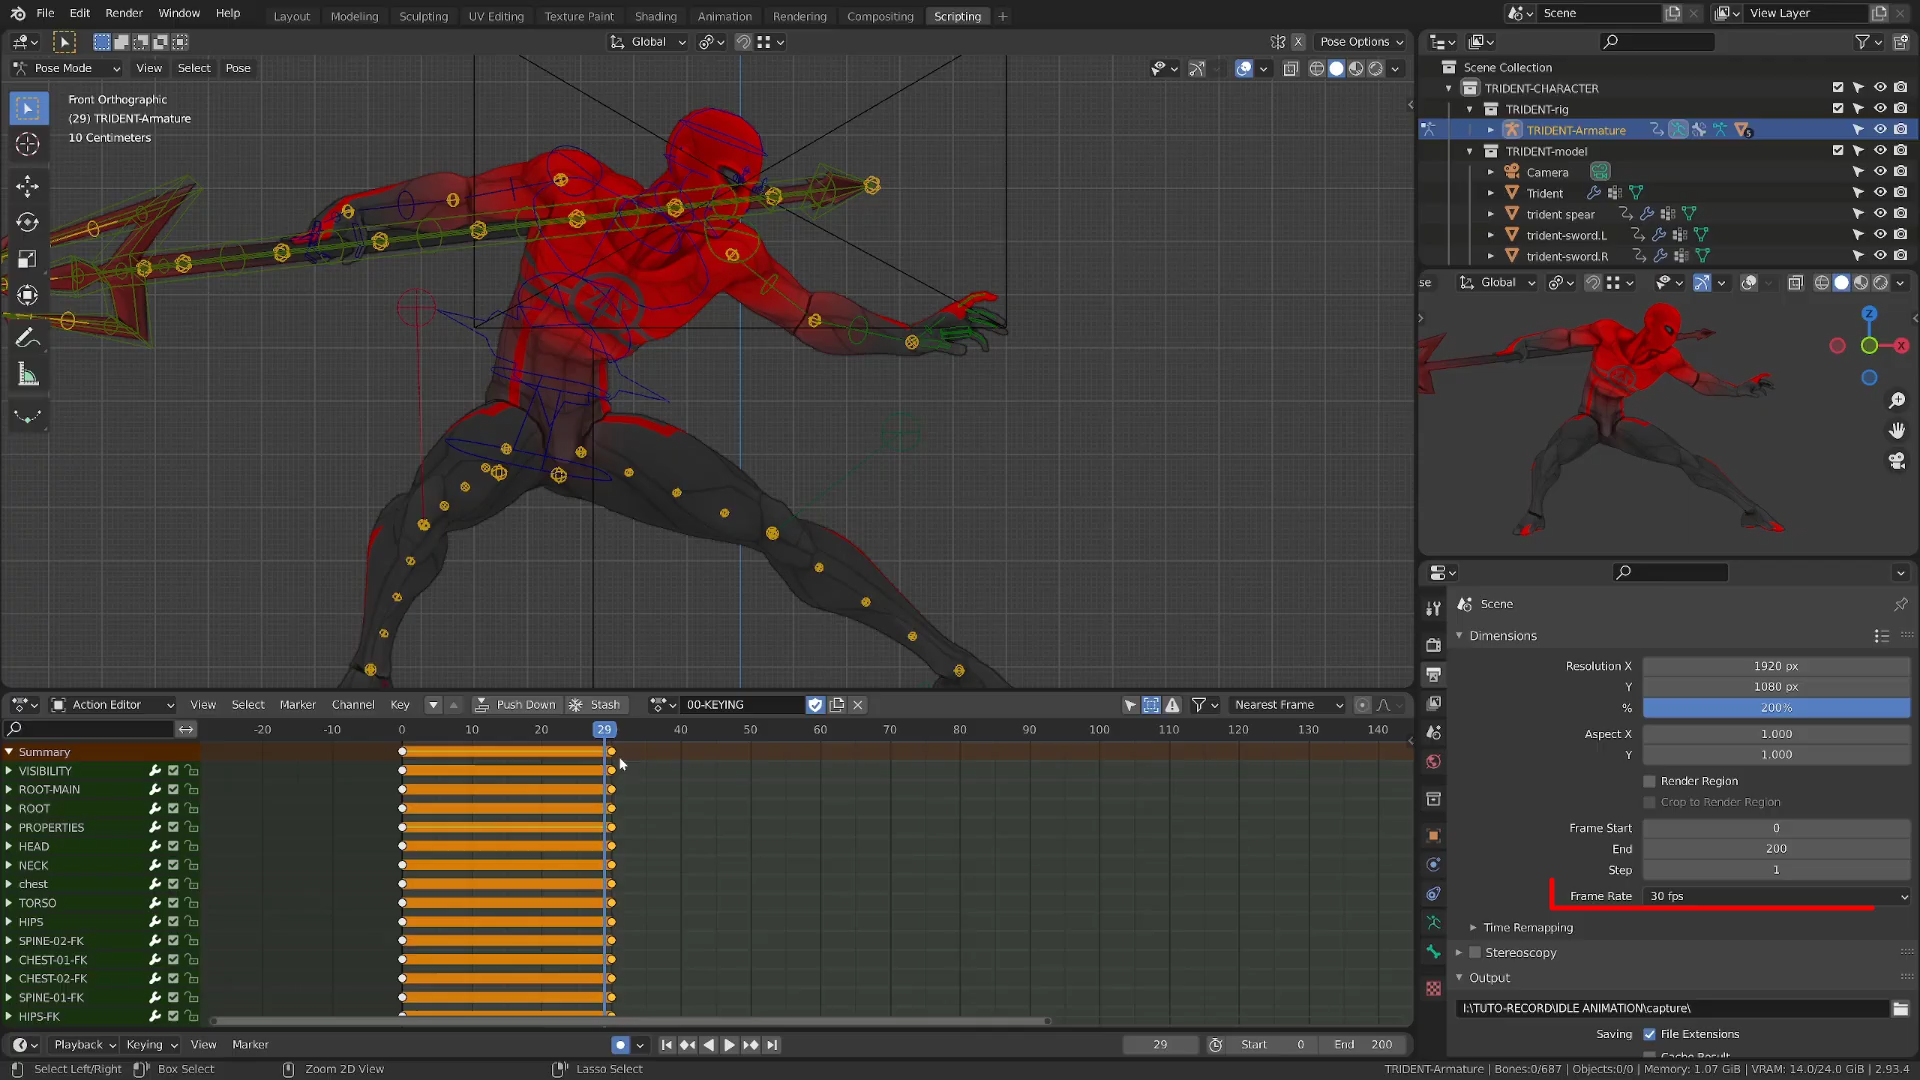 File Edit Render Window Help Layout Modeling Sculpting UV Editing Texture Paint Shading Animation Rendering Compositing Scripting + Scene View Layer
Global X Pose Options
Pose Mode View Select Pose
Front Orthographic
(29) TRIDENT-Armature
10 Centimeters
Scene Collection
TRIDENT-CHARACTER
TRIDENT-rig
TRIDENT-Armature 5
TRIDENT-model
Camera
Trident
trident spear
trident-sword.L
trident-sword.R
se Global
Z
X
Scene
Dimensions
Resolution X 1920 px
Y 1080 px
% 200%
Aspect X 1.000
Y 1.000
Render Region
Crop to Render Region
Frame Start 0
End 200
Step 1
Frame Rate 30 fps
Time Remapping
Stereoscopy
Output
I:\TUTO-RECORD\IDLE ANIMATION\capture\
Saving File Extensions
Cache Result
Action Editor View Select Marker Channel Key Push Down Stash 00-KEYING Nearest Frame
-20 -10 0 10 20 29 40 50 60 70 80 90 100 110 120 130 140
Summary
VISIBILITY
ROOT-MAIN
ROOT
PROPERTIES
HEAD
NECK
chest
TORSO
HIPS
SPINE-02-FK
CHEST-01-FK
CHEST-02-FK
SPINE-01-FK
HIPS-FK
Playback Keying View Marker 29 Start 0 End 200
Select Left/Right Box Select Zoom 2D View Lasso Select TRIDENT-Armature | Bones:0/687 | Objects:0/0 | Memory: 1.07 GiB | VRAM: 14.0/24.0 GiB | 2.93.4